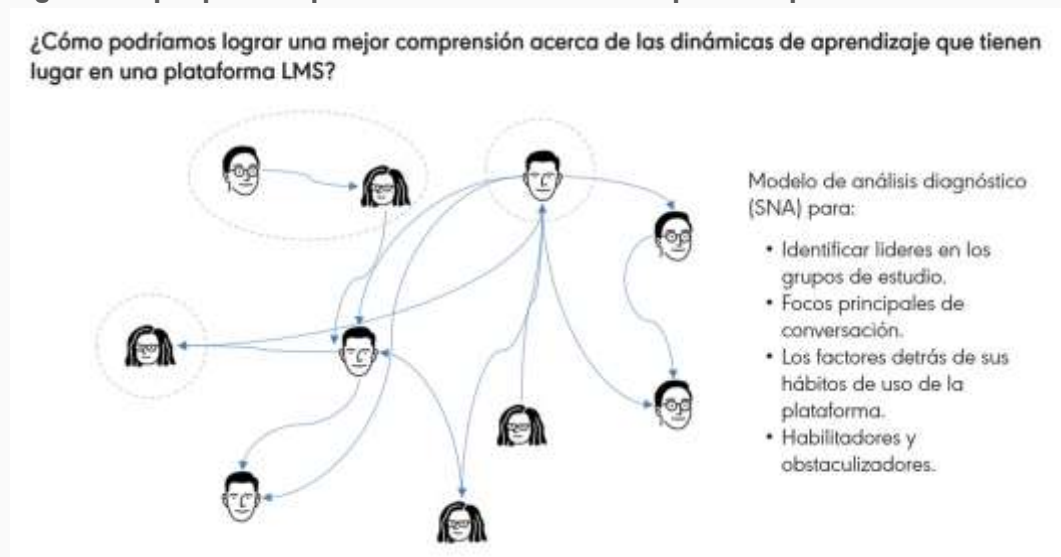 ¿Cómo podríamos lograr una mejor comprensión acerca de las dinámicas de aprendizaje que tienen
lugar en una plataforma LMS?
Modelo de análisis diagnóstico
(SNA) para:
• Identificar lideres en los
grupos de estudio.
• Focos principales de
conversación.
• Los factores detrás de sus
hábitos de uso de la
plataforma.
• Habilitadores y
obstaculizadores.